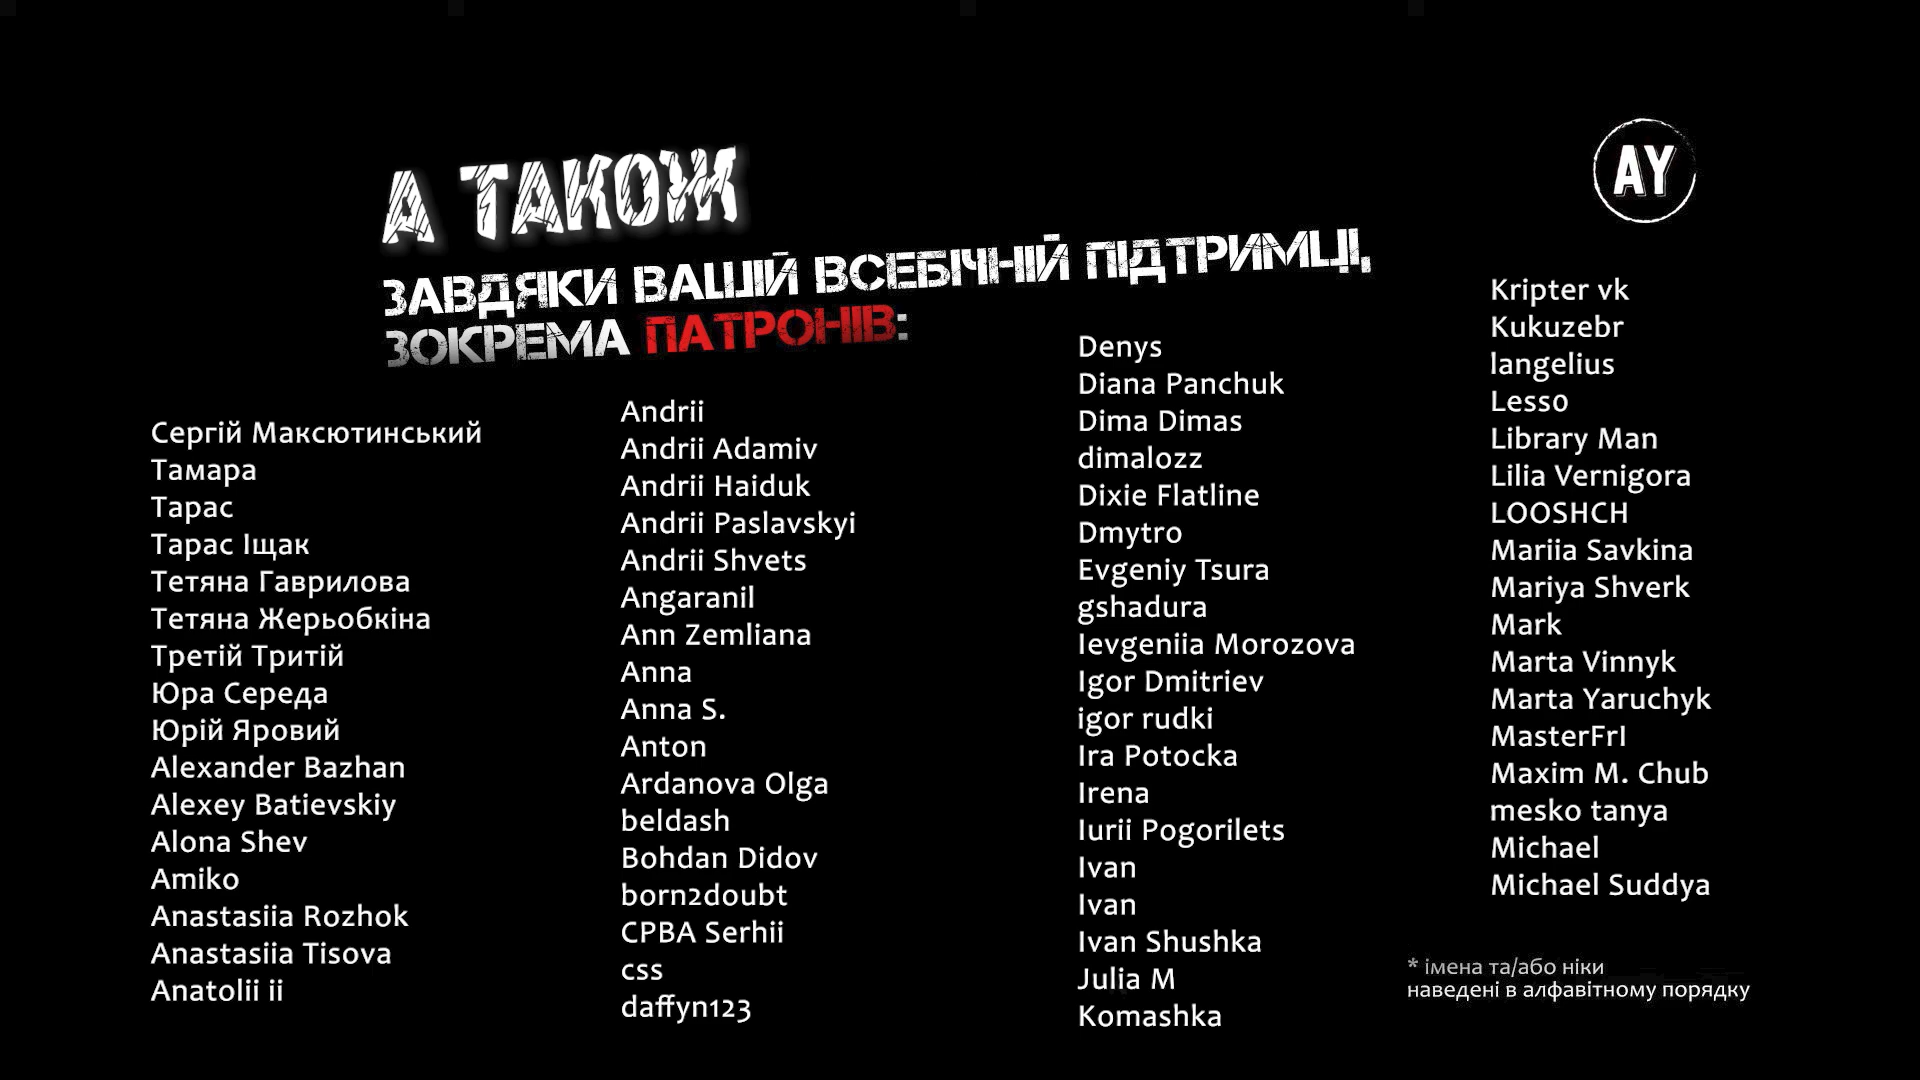 А ТАКОЖ
ЗАВДЯКИ ВАШІЙ ВСЕБІЧНІЙ ПІДТРИМЦІ,
ЗОКРЕМА ПАТРОНІВ:
АУ
Сергій Максютинський
Тамара
Тарас
Тарас Іщак
Тетяна Гаврилова
Тетяна Жерьобкіна
Третій Тритій
Юра Середа
Юрій Яровий
Alexander Bazhan
Alexey Batievskiy
Alona Shev
Amiko
Anastasiia Rozhok
Anastasiia Tisova
Anatolii ii
Andrii
Andrii Adamiv
Andrii Haiduk
Andrii Paslavskyi
Andrii Shvets
Angaranil
Ann Zemliana
Anna
Anna S.
Anton
Ardanova Olga
beldash
Bohdan Didov
born2doubt
CPBA Serhii
css
daffyn123
Denys
Diana Panchuk
Dima Dimas
dimalozz
Dixie Flatline
Dmytro
Evgeniy Tsura
gshadura
Ievgeniia Morozova
Igor Dmitriev
igor rudki
Ira Potocka
Irena
Iurii Pogorilets
Ivan
Ivan
Ivan Shushka
Julia M
Komashka
Kripter vk
Kukuzebr
langelius
Less0
Library Man
Lilia Vernigora
LOOSHCH
Mariia Savkina
Mariya Shverk
Mark
Marta Vinnyk
Marta Yaruchyk
MasterFrI
Maxim M. Chub
mesko tanya
Michael
Michael Suddya
* імена та/або ніки
наведені в алфавітному порядку